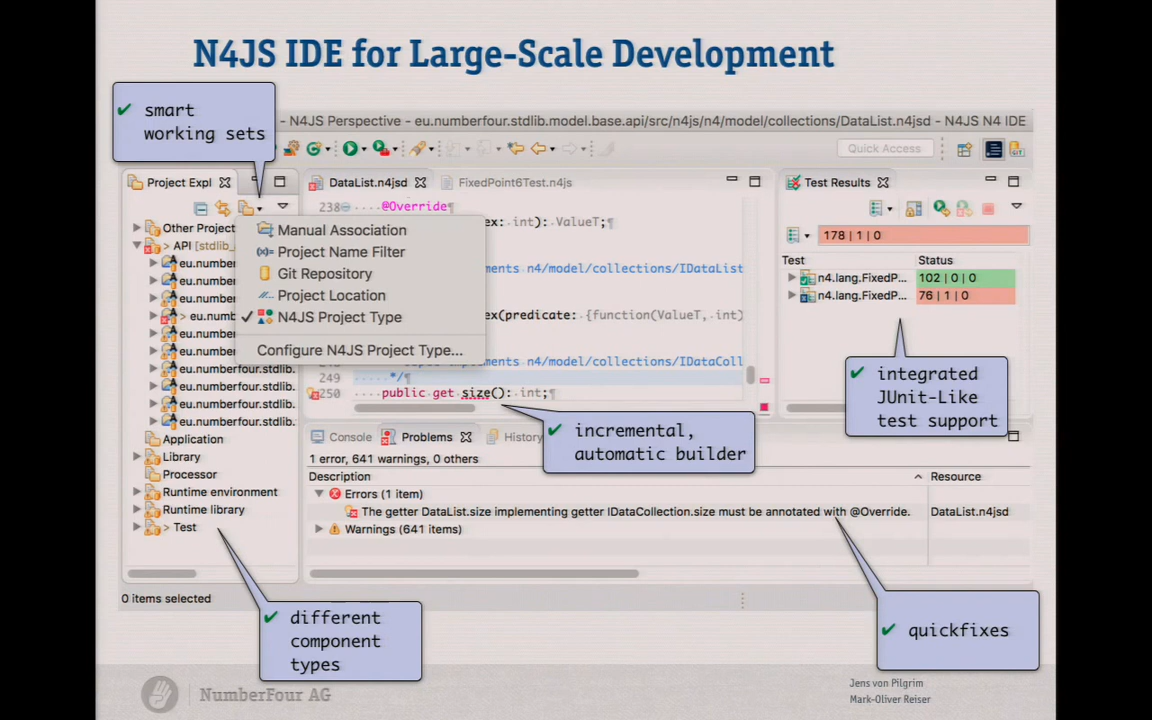 N4JS IDE for Large-Scale Development
✔ smart
working sets
- N4JS Perspective - eu.numberfour.stdlib.model.base.api/src/n4js/n4/model/collections/DataList.n4jsd - N4JS N4 IDE
Quick Access
Project Expl
Other Project
> API [stdlib_
eu.number
eu.number
eu.number
> eu.numb
eu.number
eu.number
eu.numberfour.stdlib.
eu.numberfour.stdlib.
eu.numberfour.stdlib.
eu.numberfour.stdlib.
Application
Library
Processor
Runtime environment
Runtime library
> Test
Manual Association
Project Name Filter
Git Repository
Project Location
✓ N4JS Project Type
Configure N4JS Project Type...
DataList.n4jsd
FixedPoint6Test.n4js
238 @Override¶
ex: int): ValueT;
ments n4/model/collections/IDataList
ex(predicate: {function(ValueT, int)
ments n4/model/collections/IDataColl
249 */¶
250 public get size(): int;
Test Results
178 | 1 | 0
Test Status
n4.lang.FixedP... 102 | 0 | 0
n4.lang.FixedP... 76 | 1 | 0
✔ integrated
JUnit-Like
test support
✔ incremental,
automatic builder
Console
Problems
History
1 error, 641 warnings, 0 others
Description Resource
Errors (1 item)
The getter DataList.size implementing getter IDataCollection.size must be annotated with @Override. DataList.n4jsd
Warnings (641 items)
0 items selected
✔ different
component
types
✔ quickfixes
NumberFour AG
Jens von Pilgrim
Mark-Oliver Reiser